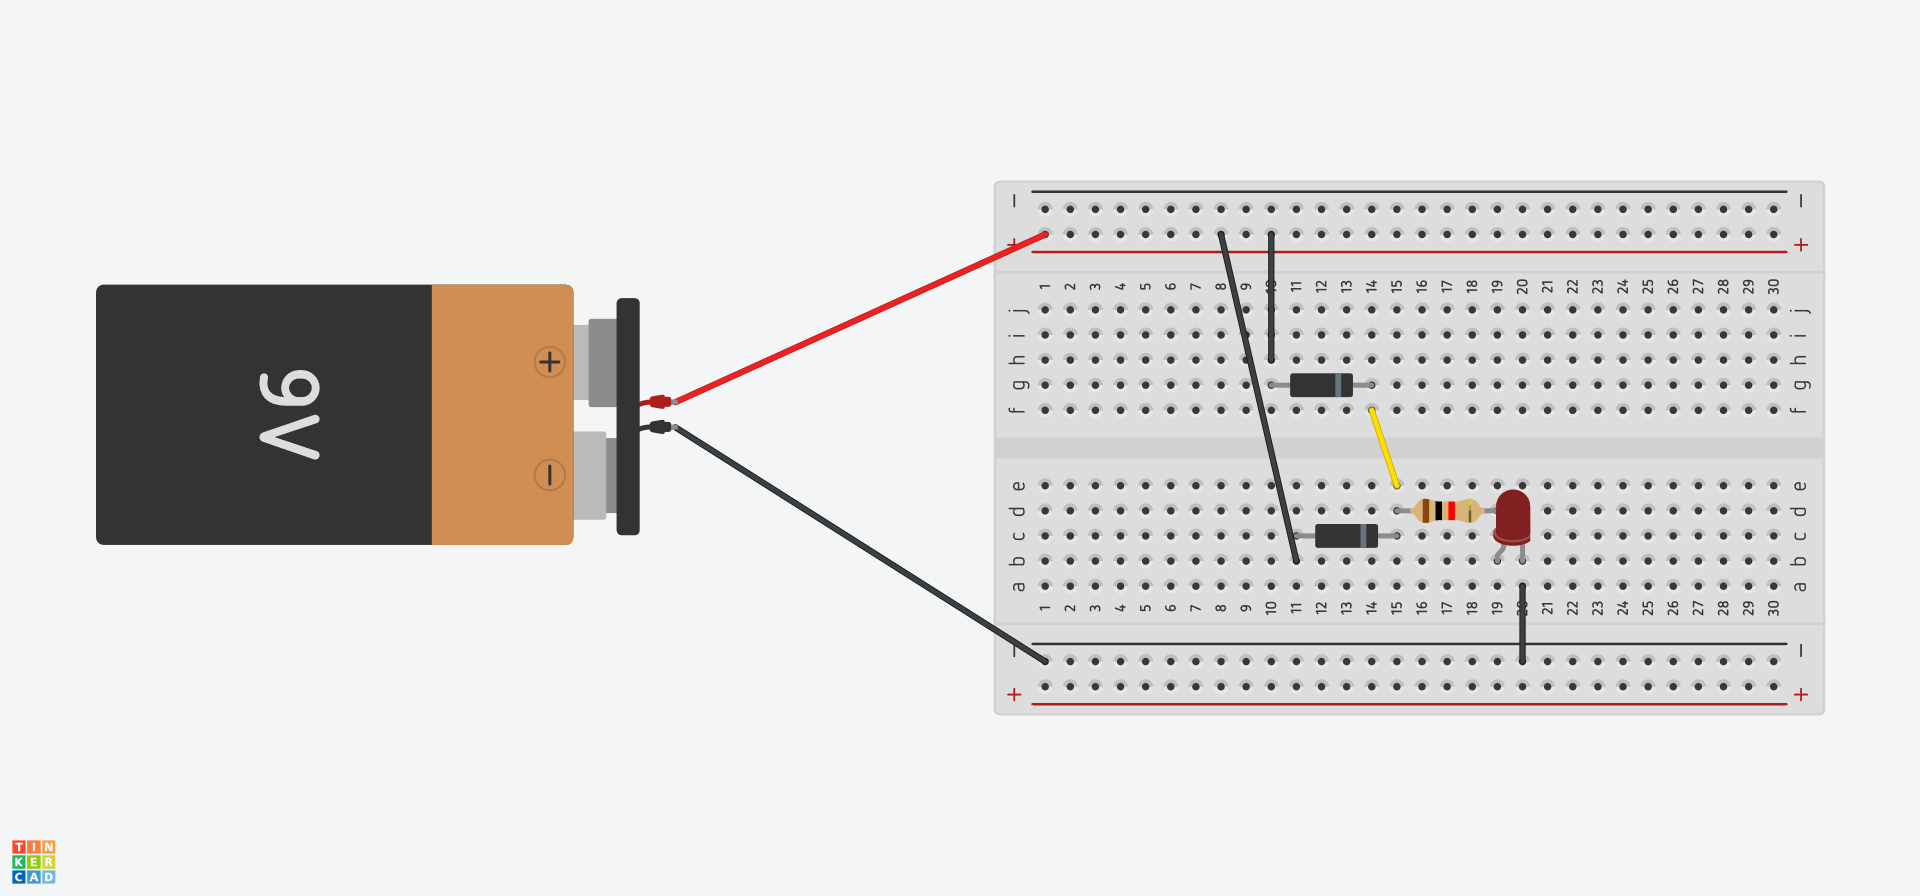 − −
+ +
1 2 3 4 5 6 7 8 9 10 11 12 13 14 15 16 17 18 19 20 21 22 23 24 25 26 27 28 29 30
j j
i i
h h
g g
f f
e e
d d
c c
b b
a a
1 2 3 4 5 6 7 8 9 10 11 12 13 14 15 16 17 18 19 20 21 22 23 24 25 26 27 28 29 30
− −
+ +
9V
+
−
TIN
KER
CAD